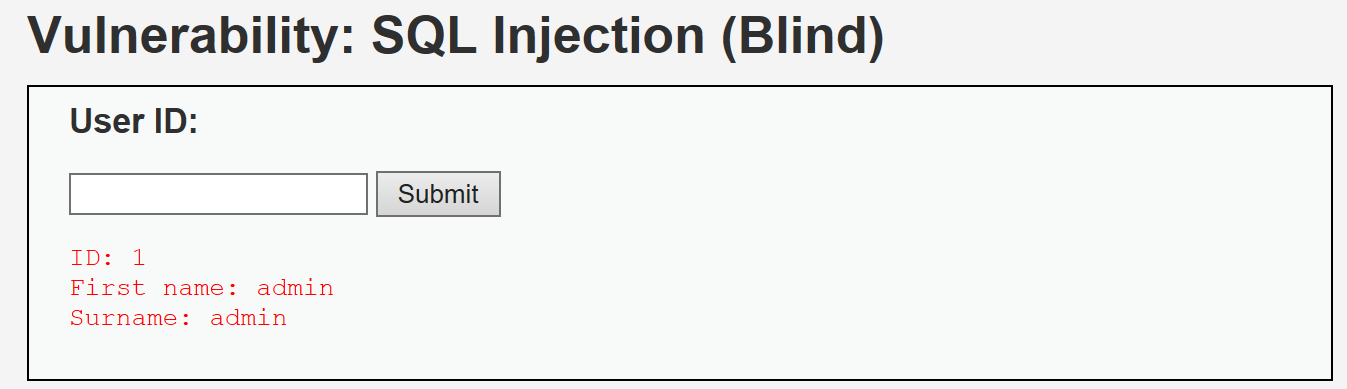 Vulnerability: SQL Injection (Blind)
User ID:
Submit
ID: 1
First name: admin
Surname: admin